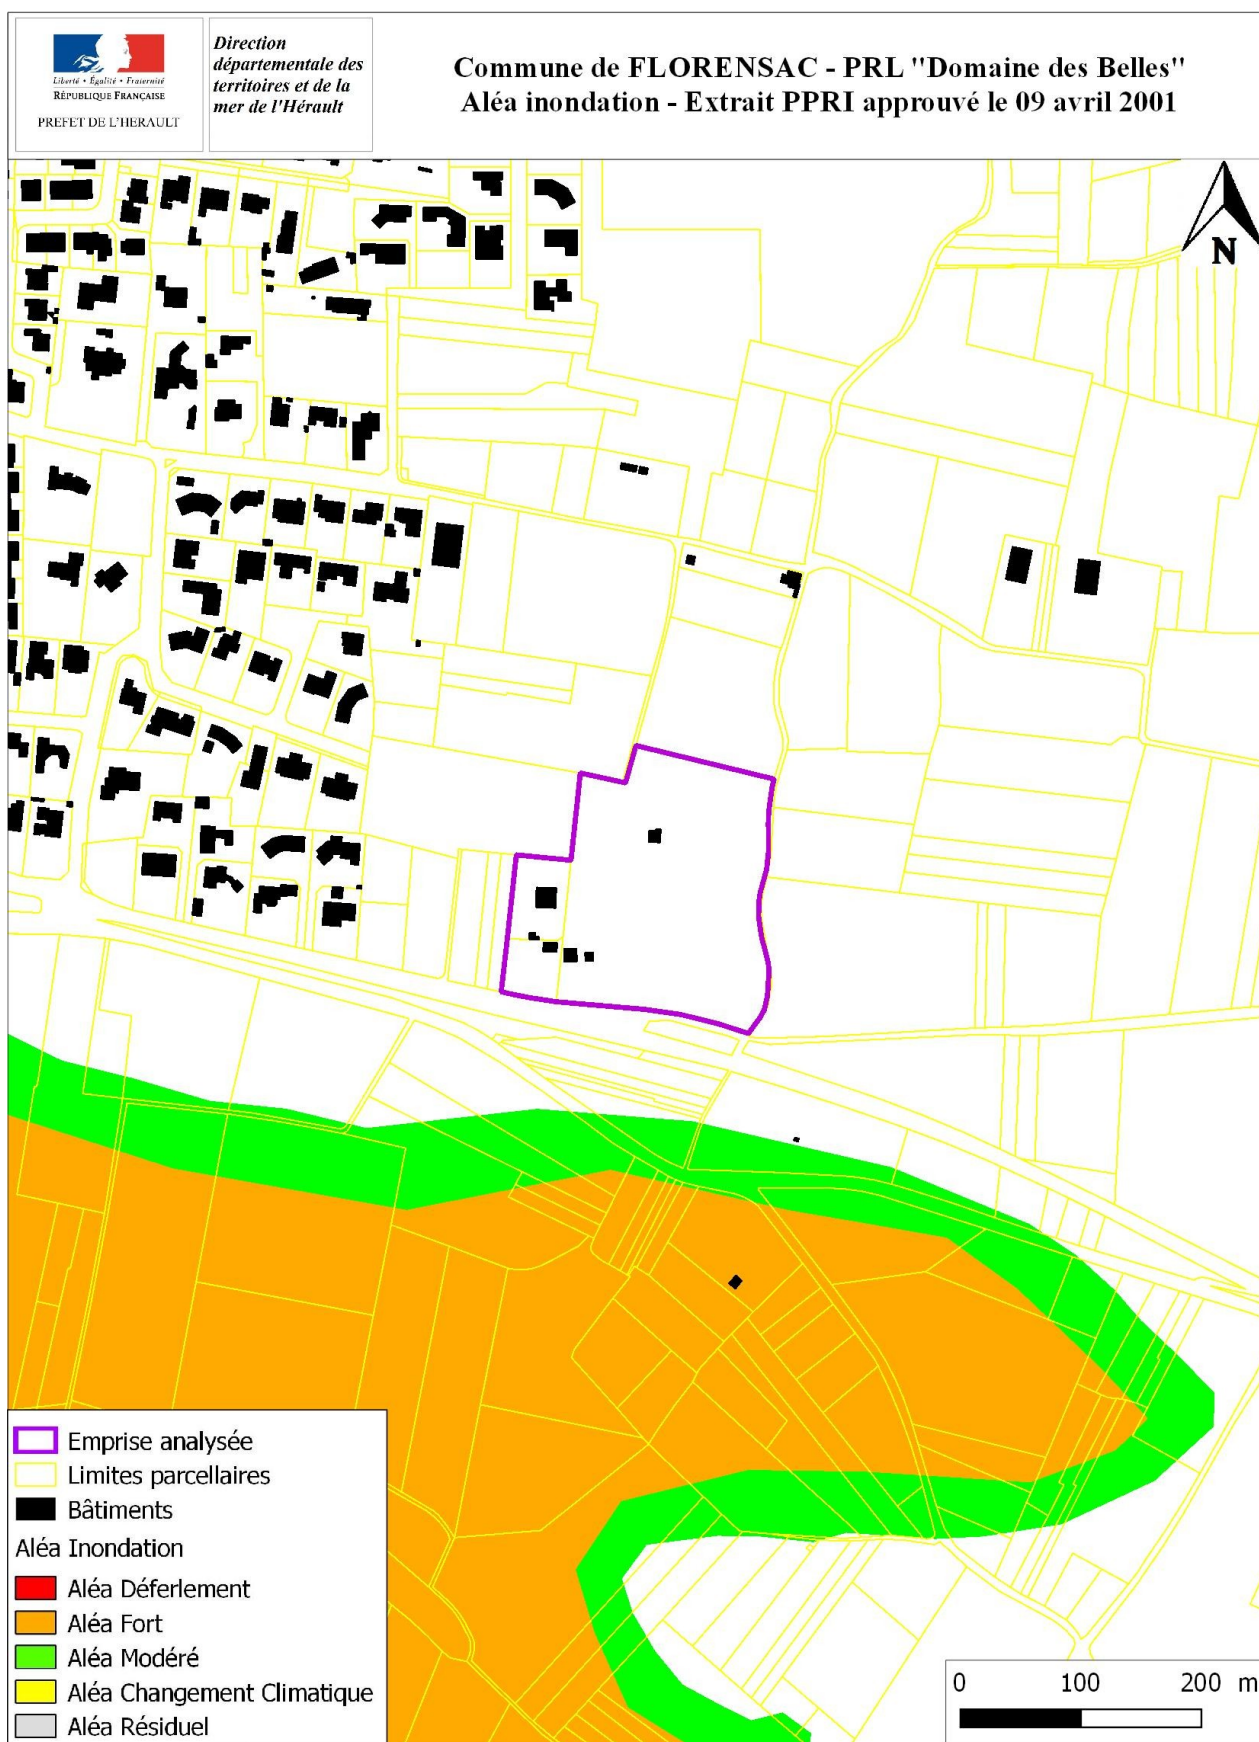 Liberté • Égalité • Fraternité
RÉPUBLIQUE FRANÇAISE
PREFET DE L'HERAULT
Direction
départementale des
territoires et de la
mer de l'Hérault
Commune de FLORENSAC - PRL "Domaine des Belles"
Aléa inondation - Extrait PPRI approuvé le 09 avril 2001
N
Emprise analysée
Limites parcellaires
Bâtiments
Aléa Inondation
Aléa Déferlement
Aléa Fort
Aléa Modéré
Aléa Changement Climatique
Aléa Résiduel
0 100 200 m